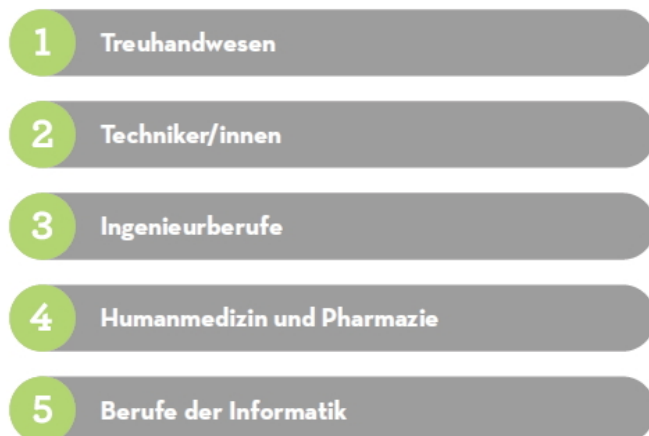 1 Treuhandwesen
2 Techniker/innen
3 Ingenieurberufe
4 Humanmedizin und Pharmazie
5 Berufe der Informatik